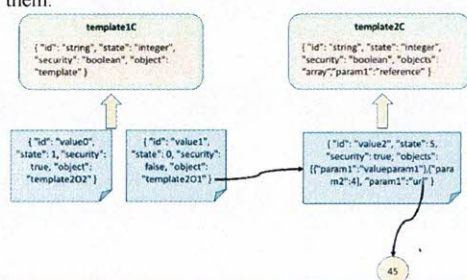 them.
template1C
{ "id": "string", "state": "integer",
"security": "boolean", "object":
"template" }
template2C
{ "id": "string", "state": "integer",
"security": "boolean", "objects":
"array","param1":"reference" }
{ "id": "value0",
"state": 1, "security":
true, "object":
"template2O2" }
{ "id": "value1",
"state": 0, "security":
false, "object":
"template2O1" }
{ "id": "value2", "state": 5,
"security": true, "objects":
[{"param1":"valueparam1"},{"para
m2":4], "param1":"url" }
45